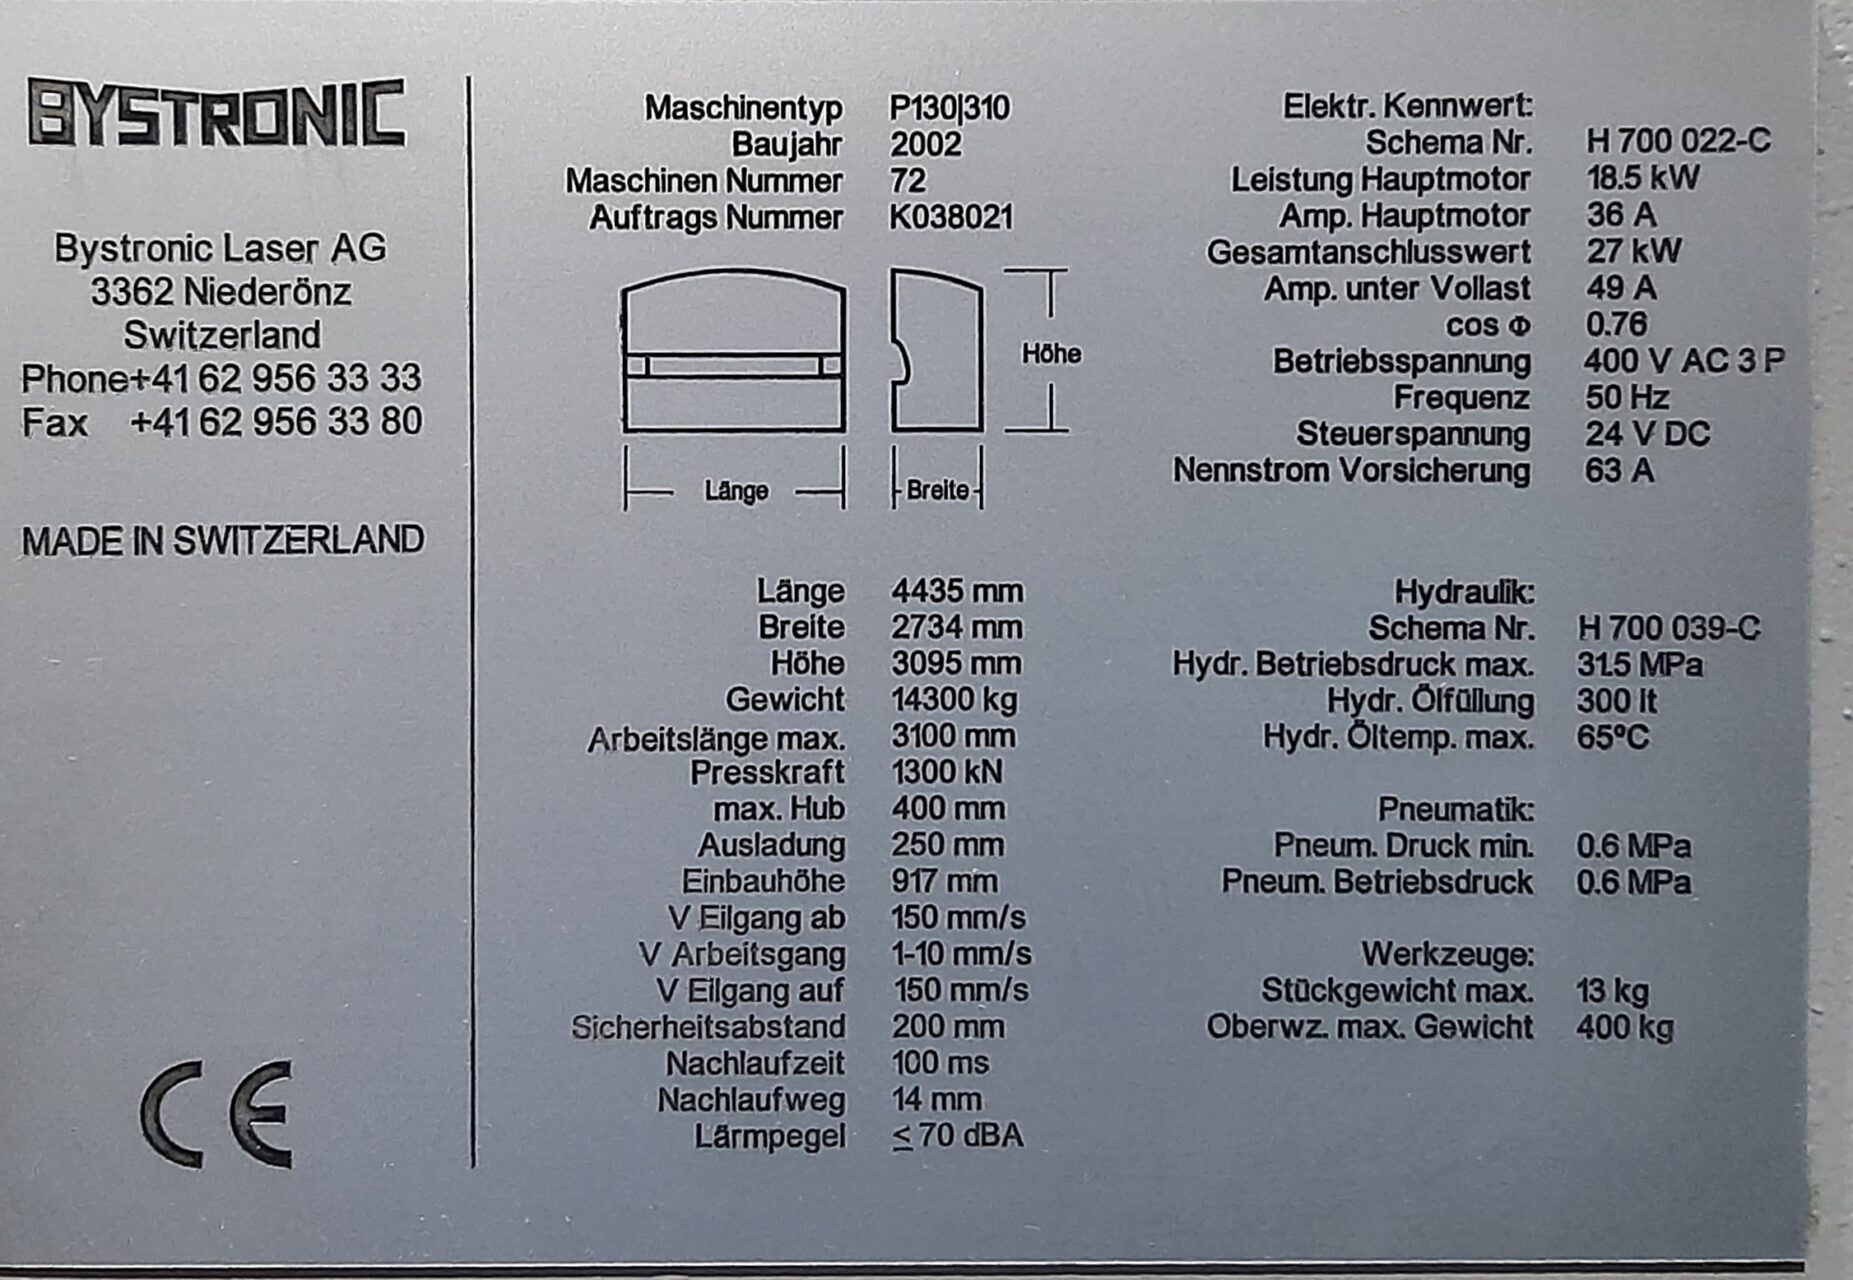 BYSTRONIC
Bystronic Laser AG
3362 Niederönz
Switzerland
Phone+41 62 956 33 33
Fax +41 62 956 33 80
MADE IN SWITZERLAND
CE
Maschinentyp P130|310
Baujahr 2002
Maschinen Nummer 72
Auftrags Nummer K038021
Höhe
Länge
Breite
Länge 4435 mm
Breite 2734 mm
Höhe 3095 mm
Gewicht 14300 kg
Arbeitslänge max. 3100 mm
Presskraft 1300 kN
max. Hub 400 mm
Ausladung 250 mm
Einbauhöhe 917 mm
V Eilgang ab 150 mm/s
V Arbeitsgang 1-10 mm/s
V Eilgang auf 150 mm/s
Sicherheitsabstand 200 mm
Nachlaufzeit 100 ms
Nachlaufweg 14 mm
Lärmpegel ≤ 70 dBA
Elektr. Kennwert:
Schema Nr. H 700 022-C
Leistung Hauptmotor 18.5 kW
Amp. Hauptmotor 36 A
Gesamtanschlusswert 27 kW
Amp. unter Vollast 49 A
cos Φ 0.76
Betriebsspannung 400 V AC 3 P
Frequenz 50 Hz
Steuerspannung 24 V DC
Nennstrom Vorsicherung 63 A
Hydraulik:
Schema Nr. H 700 039-C
Hydr. Betriebsdruck max. 31.5 MPa
Hydr. Ölfüllung 300 lt
Hydr. Öltemp. max. 65°C
Pneumatik:
Pneum. Druck min. 0.6 MPa
Pneum. Betriebsdruck 0.6 MPa
Werkzeuge:
Stückgewicht max. 13 kg
Oberwz. max. Gewicht 400 kg